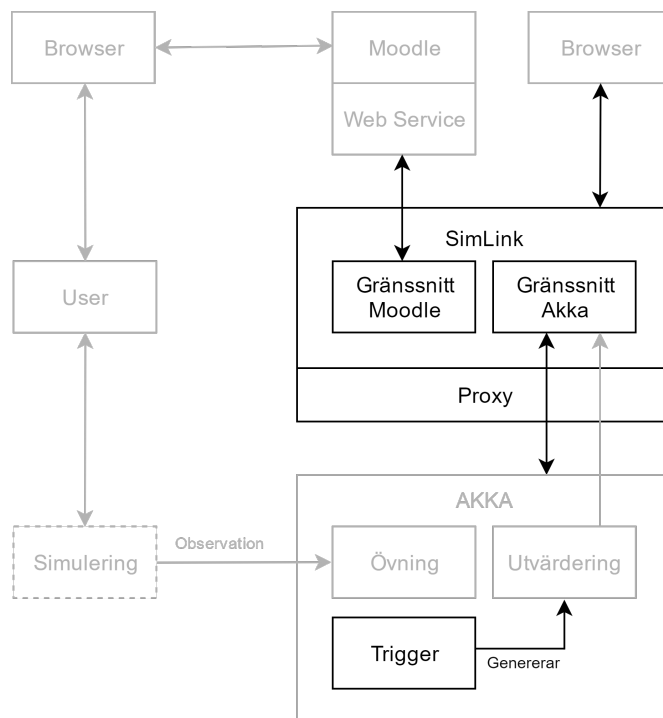 Browser
Moodle
Browser
Web Service
SimLink
User
Gränssnitt
Moodle
Gränssnitt
Akka
Proxy
AKKA
Simulering
Observation
Övning
Utvärdering
Trigger
Genererar